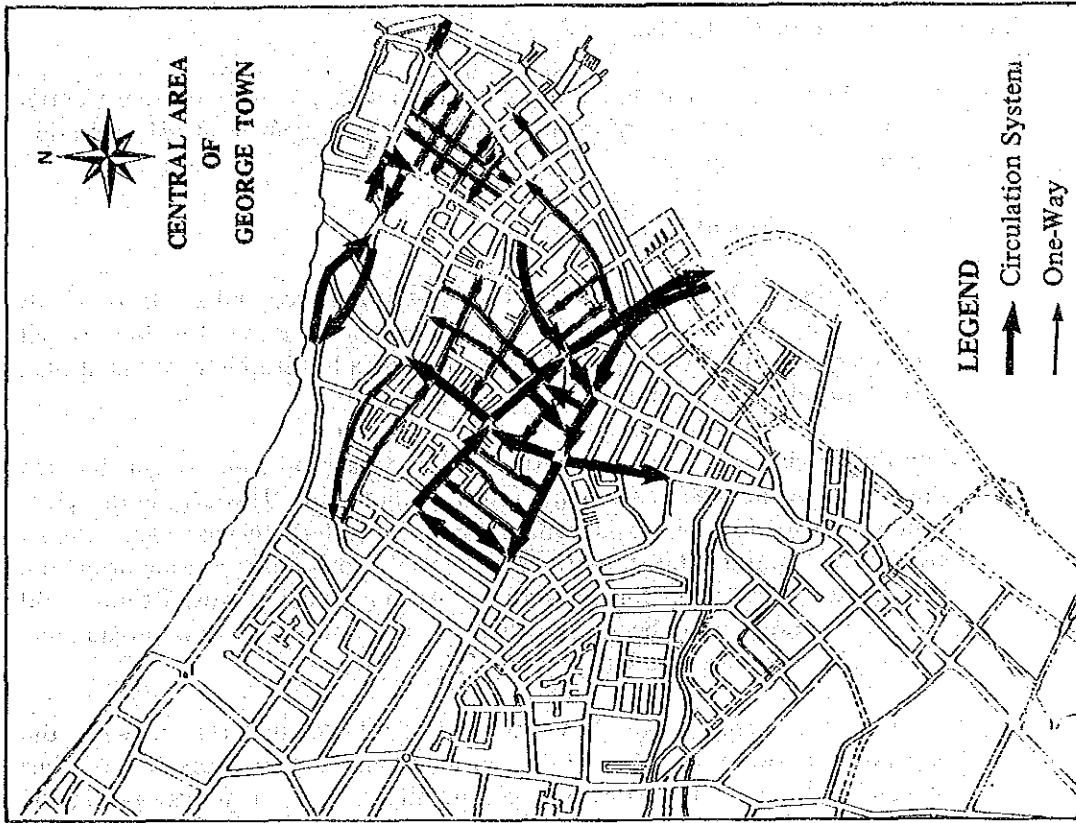 N
CENTRAL AREA
OF
GEORGE TOWN
LEGEND
Circulation System
One-Way